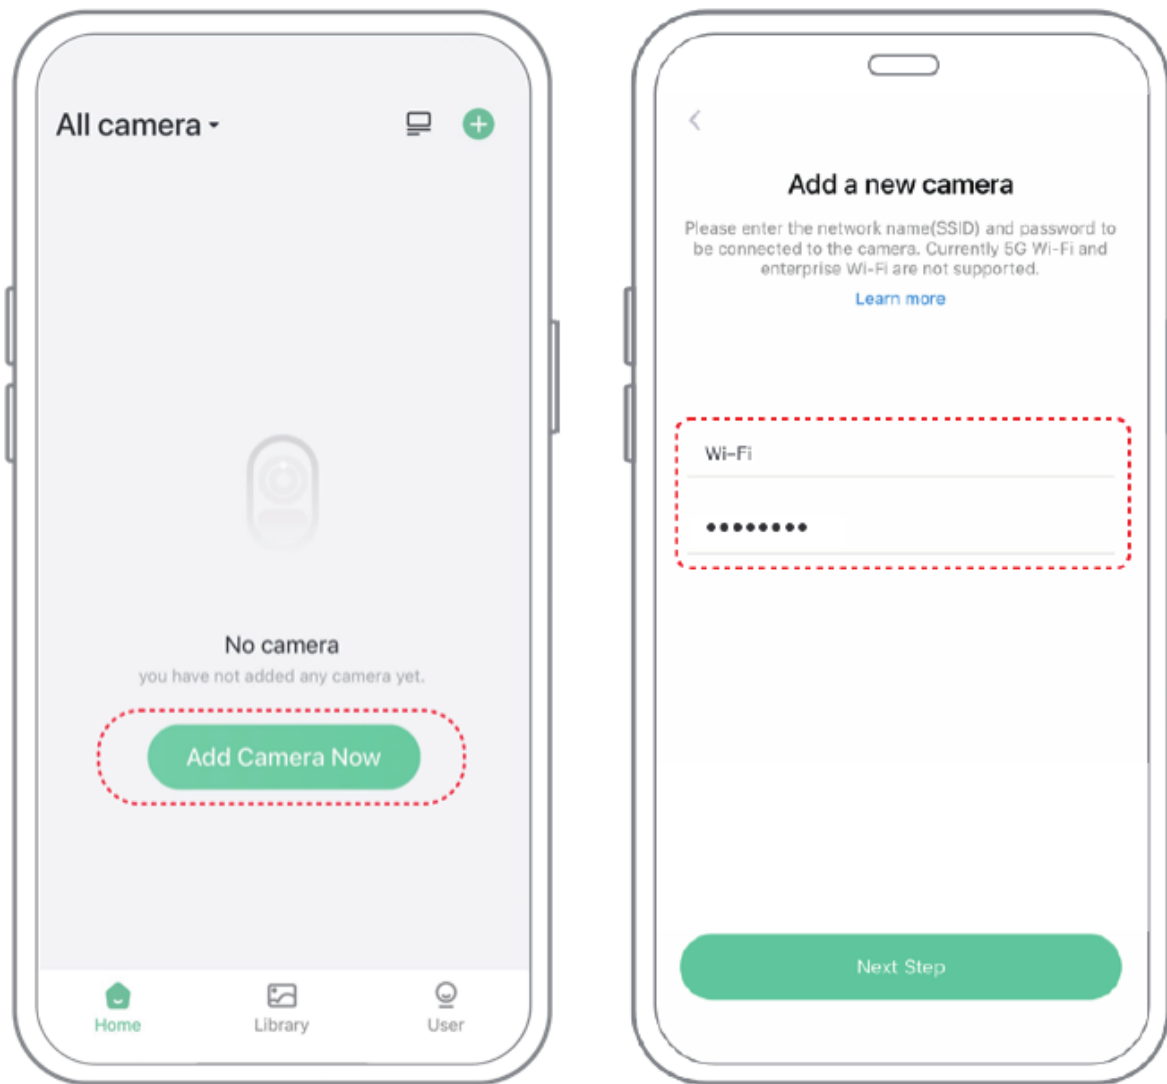 All camera
No camera
you have not added any camera yet.
Add Camera Now
Home
Library
User
Add a new camera
Please enter the network name(SSID) and password to
be connected to the camera. Currently 5G Wi-Fi and
enterprise Wi-Fi are not supported.
Learn more
Wi-Fi
••••••••
Next Step